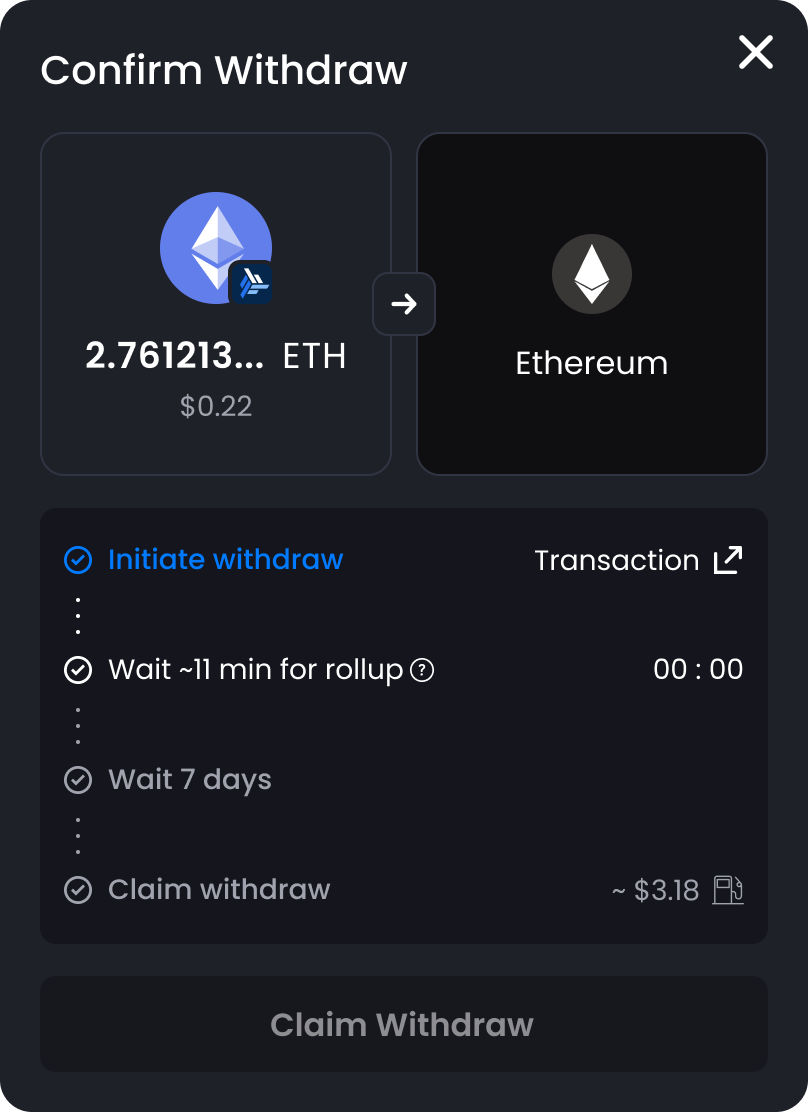 Confirm Withdraw
2.761213... ETH
$0.22
Ethereum
Initiate withdraw Transaction
Wait ~11 min for rollup ? 00 : 00
Wait 7 days
Claim withdraw ~ $3.18
Claim Withdraw